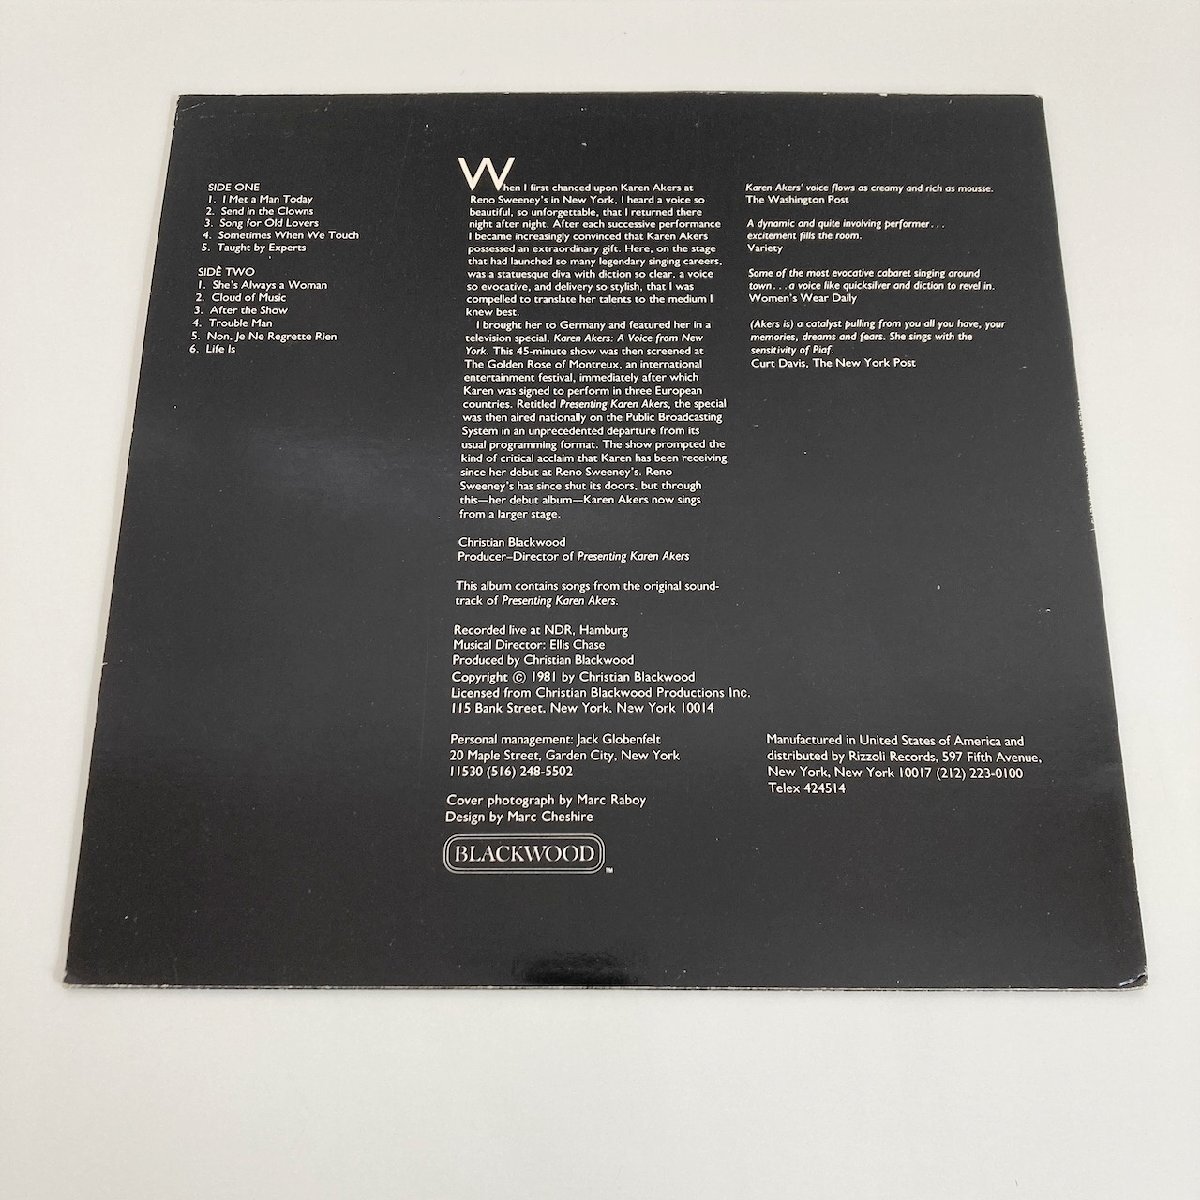 SIDE ONE
1. I Met a Man Today
2. Send in the Clowns
3. Song for Old Lovers
4. Sometimes When We Touch
5. Taught by Experts
SIDE TWO
1. She's Always a Woman
2. Cloud of Music
3. After the Show
4. Trouble Man
5. Non, Je Ne Regrette Rien
6. Life Is
When I first chanced upon Karen Akers at
Reno Sweeney's in New York, I heard a voice so
beautiful, so unforgettable, that I returned there
night after night. After each successive performance
I became increasingly convinced that Karen Akers
possessed an extraordinary gift. Here, on the stage
that had launched so many legendary singing careers,
was a statuesque diva with diction so clear, a voice
so evocative, and delivery so stylish, that I was
compelled to translate her talents to the medium I
knew best.
I brought her to Germany and featured her in a
television special, Karen Akers: A Voice from New
York. This 45-minute show was then screened at
The Golden Rose of Montreux, an international
entertainment festival, immediately after which
Karen was signed to perform in three European
countries. Retitled Presenting Karen Akers, the special
was then aired nationally on the Public Broadcasting
System in an unprecedented departure from its
usual programming format. The show prompted the
kind of critical acclaim that Karen has been receiving
since her debut at Reno Sweeney's. Reno
Sweeney's has since shut its doors, but through
this—her debut album—Karen Akers now sings
from a larger stage.
Christian Blackwood
Producer–Director of Presenting Karen Akers
This album contains songs from the original sound-
track of Presenting Karen Akers.
Recorded live at NDR, Hamburg
Musical Director: Ellis Chase
Produced by Christian Blackwood
Copyright © 1981 by Christian Blackwood
Licensed from Christian Blackwood Productions Inc.
115 Bank Street, New York, New York 10014
Personal management: Jack Globenfelt
20 Maple Street, Garden City, New York
11530 (516) 248-5502
Cover photograph by Marc Raboy
Design by Marc Cheshire
BLACKWOOD ™
Karen Akers' voice flows as creamy and rich as mousse.
The Washington Post
A dynamic and quite involving performer...
excitement fills the room.
Variety
Some of the most evocative cabaret singing around
town...a voice like quicksilver and diction to revel in.
Women's Wear Daily
(Akers is) a catalyst pulling from you all you have, your
memories, dreams and fears. She sings with the
sensitivity of Piaf
Curt Davis, The New York Post
Manufactured in United States of America and
distributed by Rizzoli Records, 597 Fifth Avenue,
New York, New York 10017 (212) 223-0100
Telex 424514